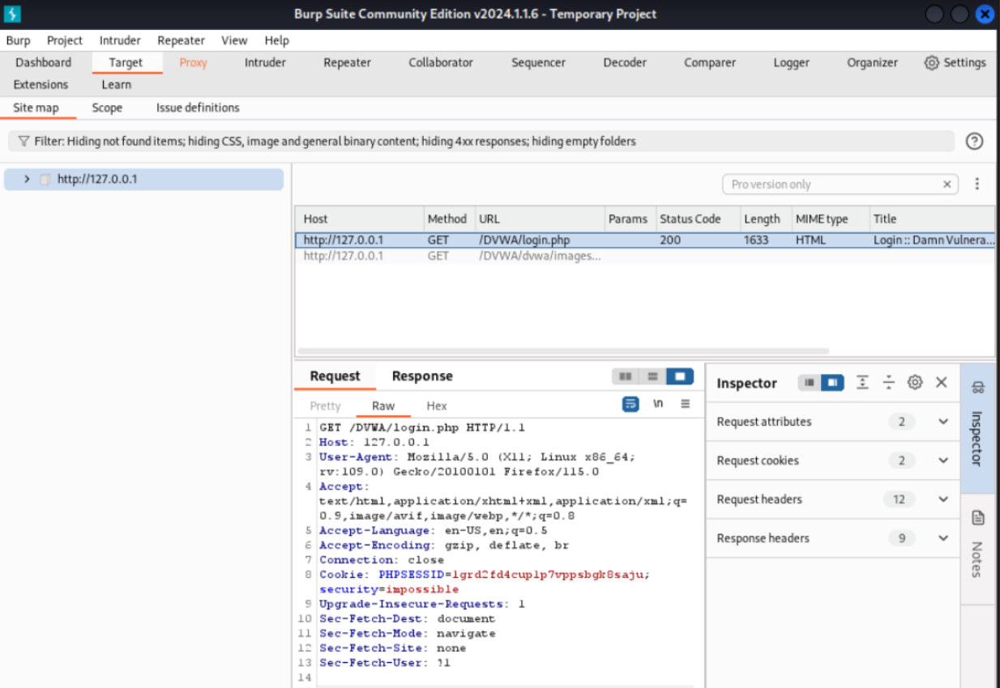 Burp Suite Community Edition v2024.1.1.6 - Temporary Project
Burp Project Intruder Repeater View Help
Dashboard Target Proxy Intruder Repeater Collaborator Sequencer Decoder Comparer Logger Organizer Settings
Extensions Learn
Site map Scope Issue definitions
Filter: Hiding not found items; hiding CSS, image and general binary content; hiding 4xx responses; hiding empty folders
http://127.0.0.1
Pro version only
Host Method URL Params Status Code Length MIME type Title
http://127.0.0.1 GET /DVWA/login.php 200 1633 HTML Login :: Damn Vulnera...
http://127.0.0.1 GET /DVWA/dvwa/images...
Request Response
Pretty Raw Hex \n
1 GET /DVWA/login.php HTTP/1.1
2 Host: 127.0.0.1
3 User-Agent: Mozilla/5.0 (X11; Linux x86_64;
rv:109.0) Gecko/20100101 Firefox/115.0
4 Accept:
text/html,application/xhtml+xml,application/xml;q=
0.9,image/avif,image/webp,*/*;q=0.8
5 Accept-Language: en-US,en;q=0.5
6 Accept-Encoding: gzip, deflate, br
7 Connection: close
8 Cookie: PHPSESSID=lgrd2fd4cup1p7vppsbgk8saju;
security=impossible
9 Upgrade-Insecure-Requests: 1
10 Sec-Fetch-Dest: document
11 Sec-Fetch-Mode: navigate
12 Sec-Fetch-Site: none
13 Sec-Fetch-User: ?1
14
Inspector
Request attributes 2
Request cookies 2
Request headers 12
Response headers 9
Inspector
Notes